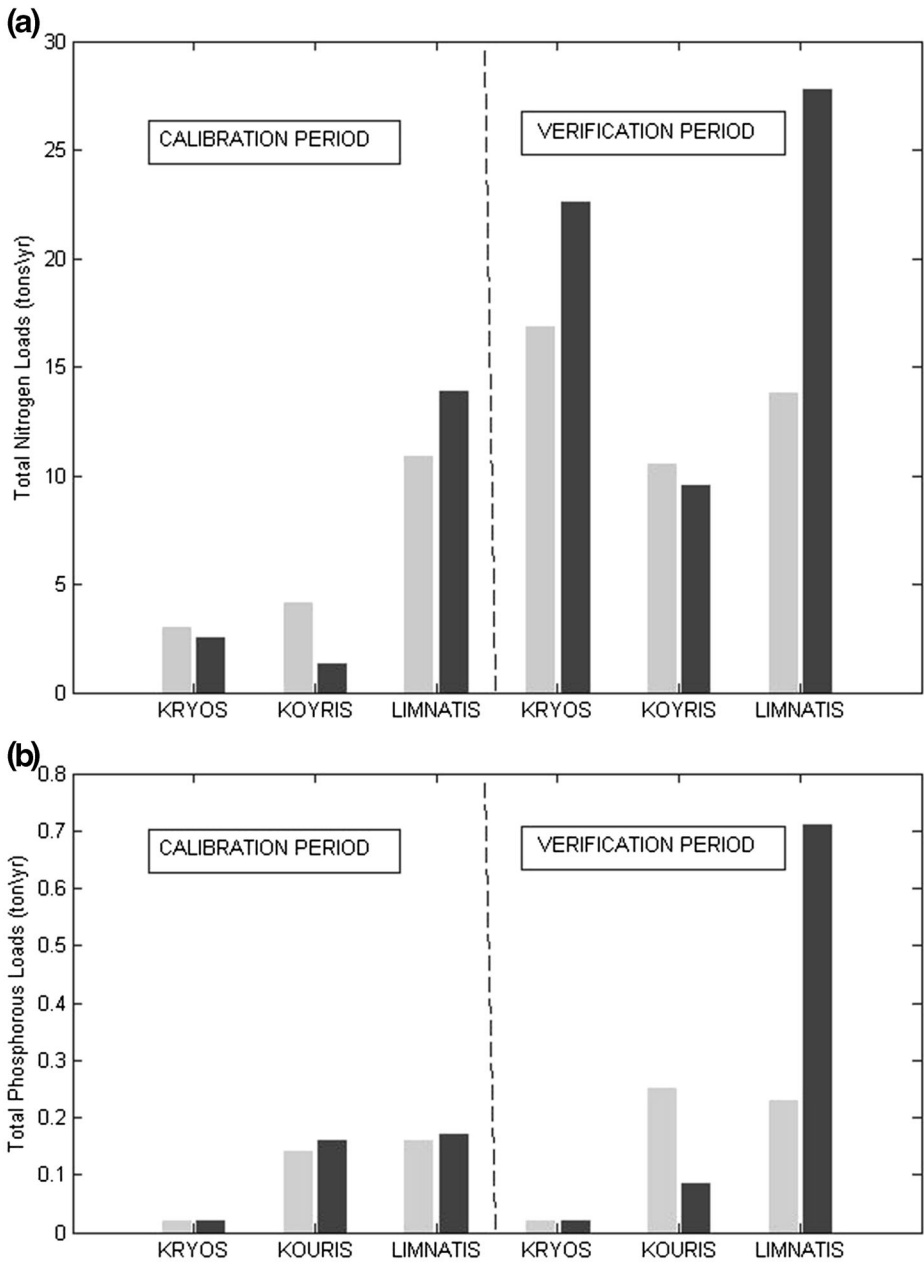 (a)
30
25
20
15
10
5
0
Total Nitrogen Loads (tons\yr)
CALIBRATION PERIOD
VERIFICATION PERIOD
KRYOS KOYRIS LIMNATIS KRYOS KOYRIS LIMNATIS
(b)
0.8
0.7
0.6
0.5
0.4
0.3
0.2
0.1
0
Total Phosphorous Loads (ton\yr)
CALIBRATION PERIOD
VERIFICATION PERIOD
KRYOS KOURIS LIMNATIS KRYOS KOURIS LIMNATIS